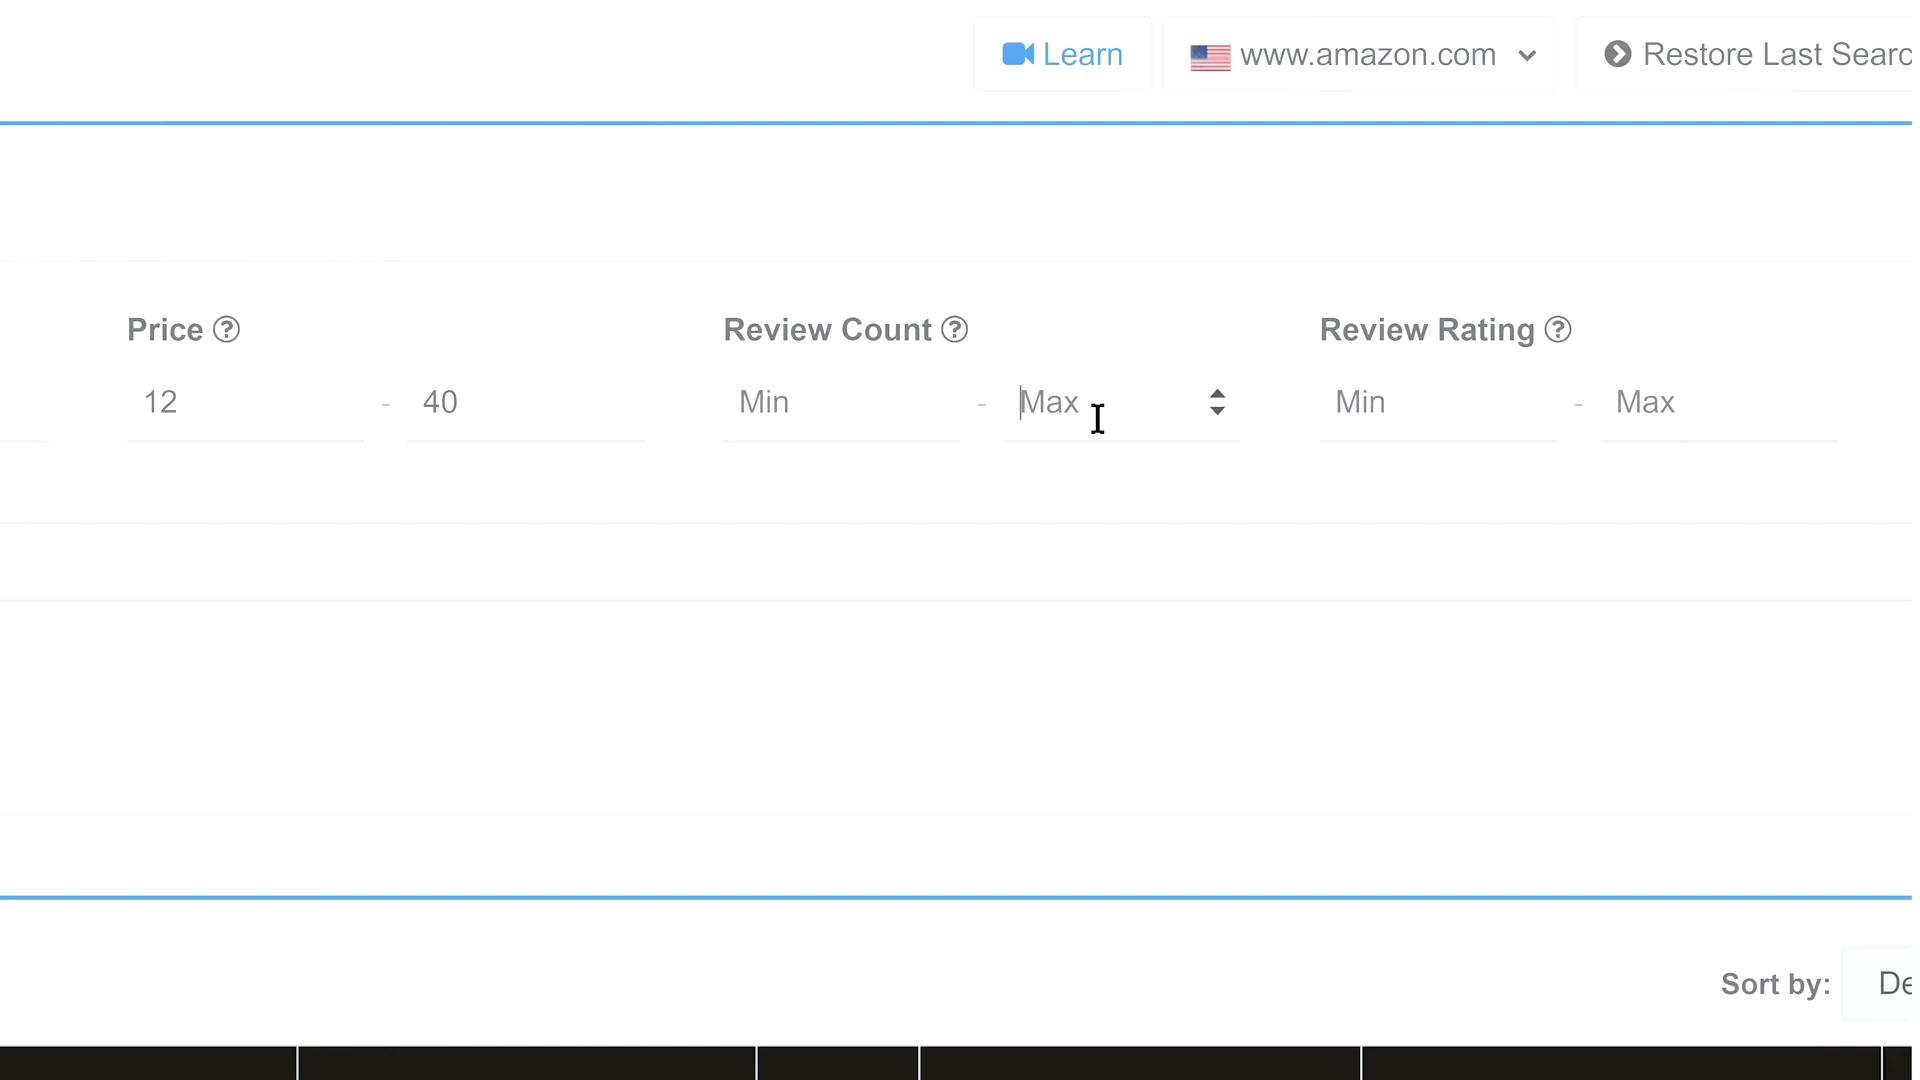 Learn
www.amazon.com
Restore Last Searc
Price ?
Review Count ?
Review Rating ?
12 - 40
Min - Max
Min - Max
Sort by:
De